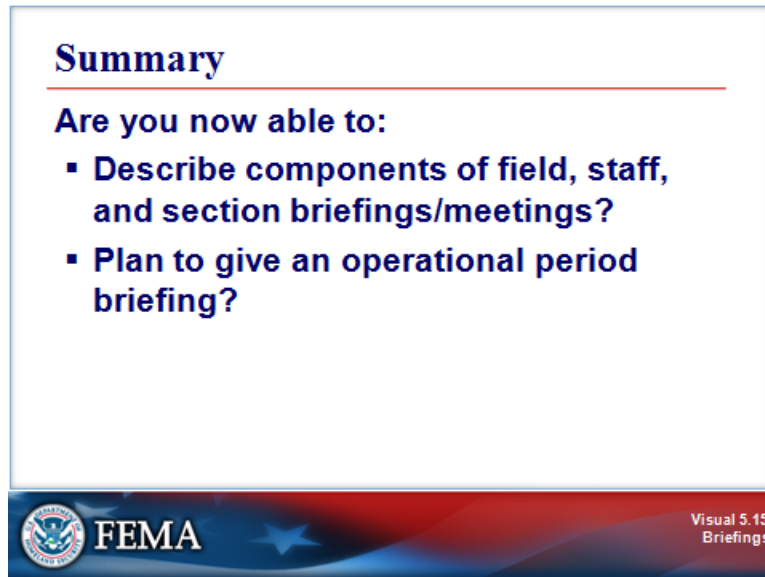 Summary
Are you now able to:
▪ Describe components of field, staff,
and section briefings/meetings?
▪ Plan to give an operational period
briefing?
FEMA
Visual 5.15
Briefings